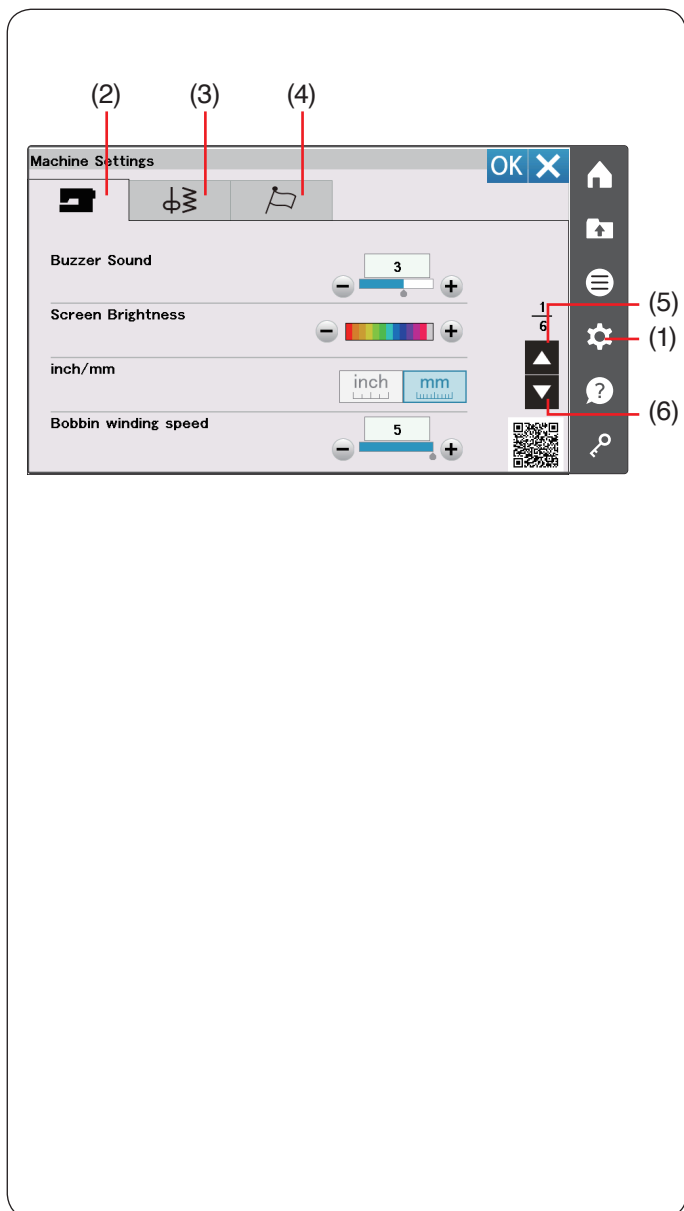 (2) (3) (4)
Machine Settings OK
Buzzer Sound 3
Screen Brightness
inch/mm inch mm
Bobbin winding speed 5
1
6
(5)
(1)
?
(6)